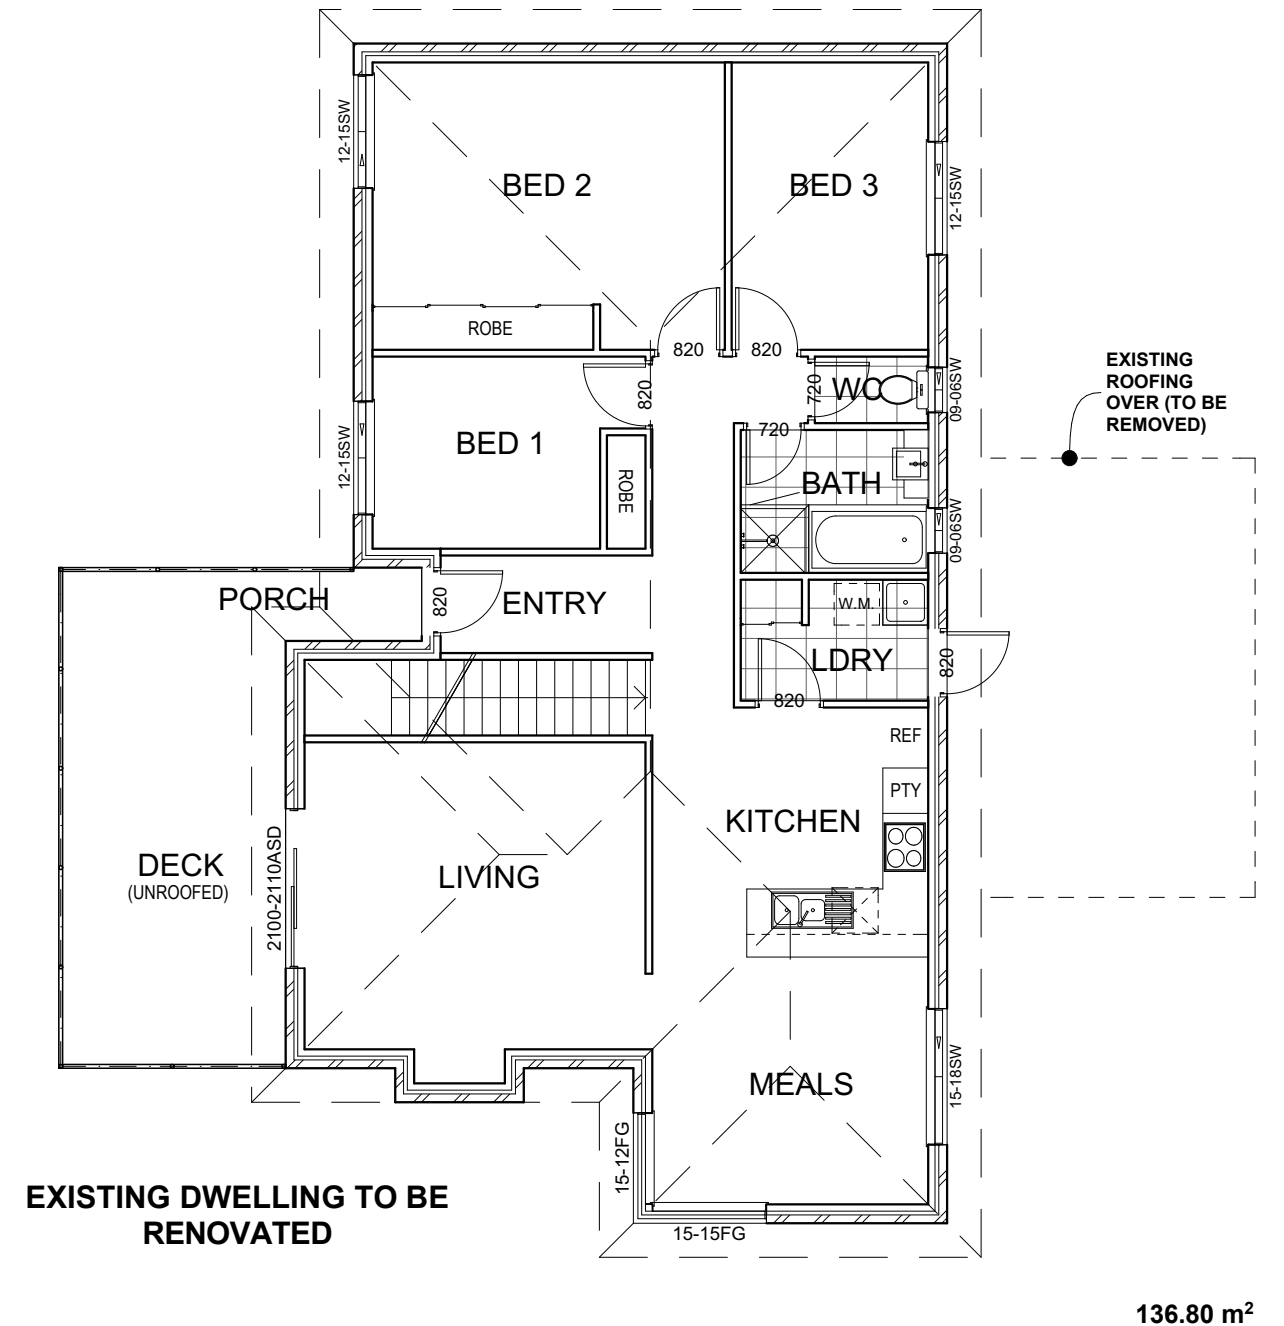 12-15SW
BED 2
BED 3
12-15SW
ROBE
820
820
EXISTING
ROOFING
OVER (TO BE
REMOVED)
820
720
WC
09-06SW
12-15SW
BED 1
ROBE
720
BATH
09-06SW
PORCH
820
ENTRY
W.M.
LDRY
820
820
REF
PTY
KITCHEN
DECK
(UNROOFED)
2100-2110ASD
LIVING
MEALS
15-18SW
15-12FG
15-15FG
EXISTING DWELLING TO BE
RENOVATED
136.80 m²